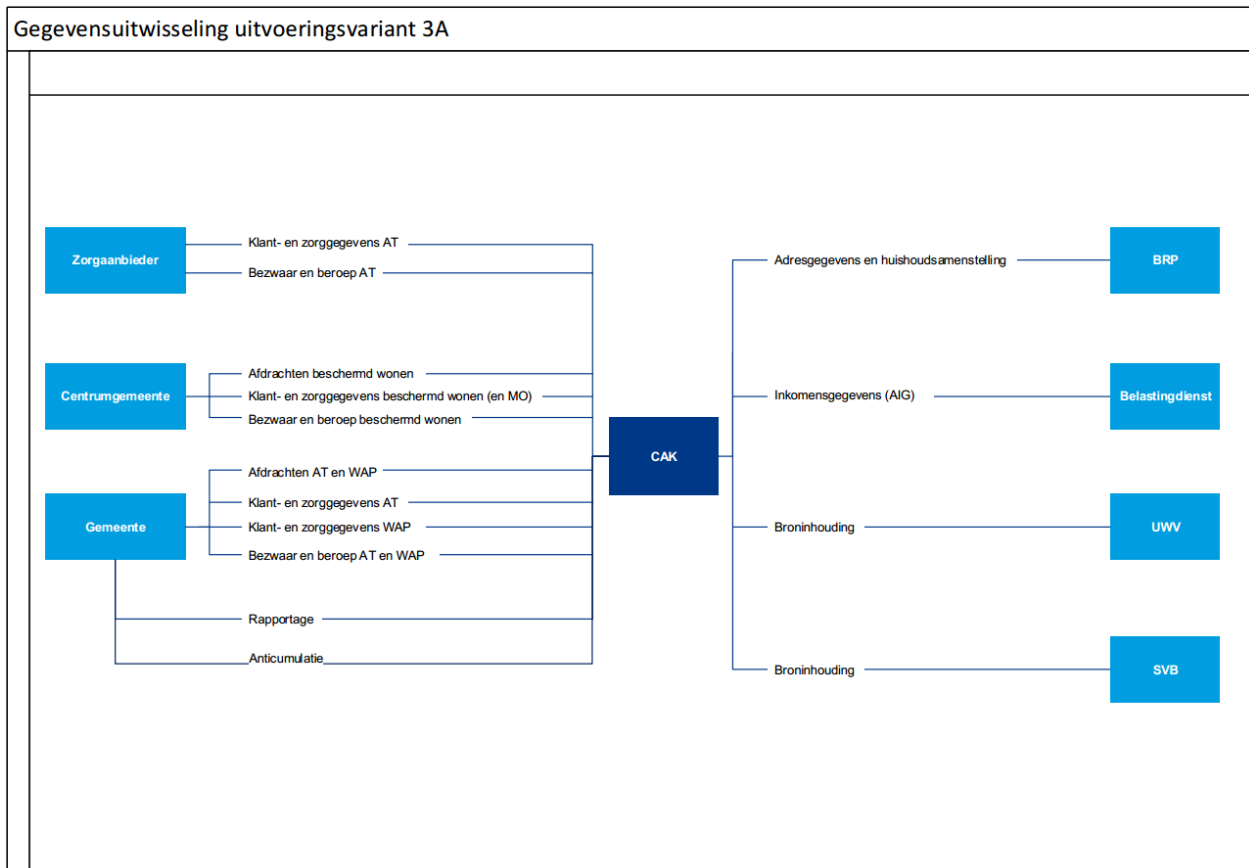 Gegevensuitwisseling uitvoeringsvariant 3A
Zorgaanbieder
Klant- en zorggegevens AT
Bezwaar en beroep AT
Centrumgemeente
Afdrachten beschermd wonen
Klant- en zorggegevens beschermd wonen (en MO)
Bezwaar en beroep beschermd wonen
Gemeente
Afdrachten AT en WAP
Klant- en zorggegevens AT
Klant- en zorggegevens WAP
Bezwaar en beroep AT en WAP
Rapportage
Anticumulatie
CAK
Adresgegevens en huishoudsamenstelling
BRP
Inkomensgegevens (AIG)
Belastingdienst
Broninhouding
UWV
Broninhouding
SVB